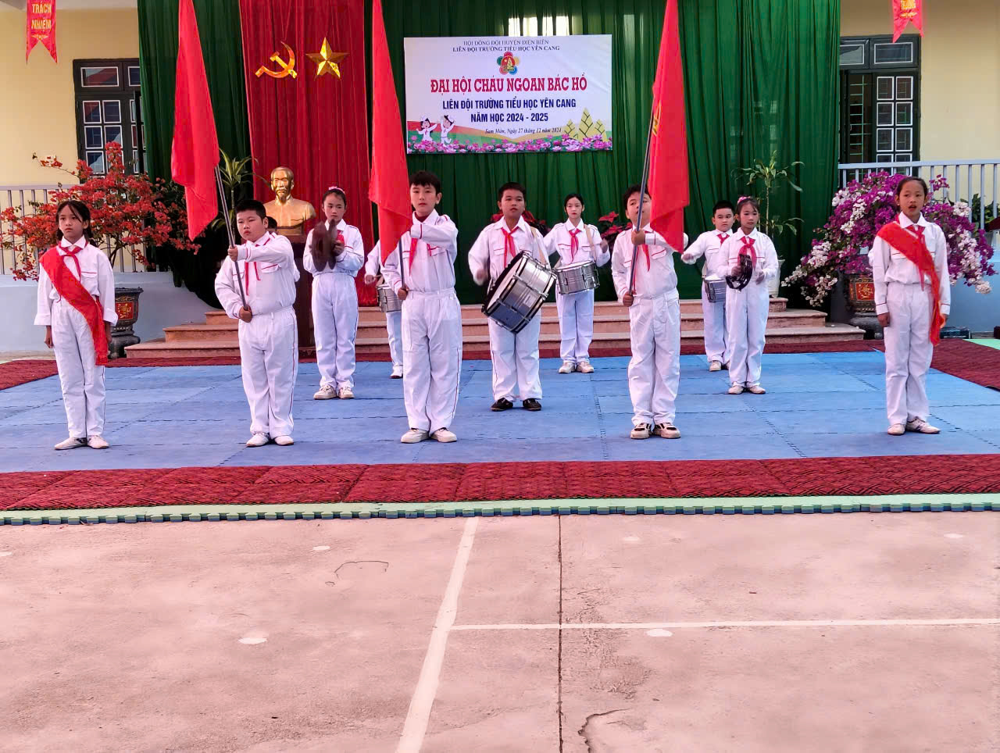 TRÁCH
NHIỆM
HỘI ĐỒNG ĐỘI HUYỆN ĐIỆN BIÊN
LIÊN ĐỘI TRƯỜNG TIỂU HỌC YÊN CANG
ĐẠI HỘI CHÁU NGOAN BÁC HỒ
LIÊN ĐỘI TRƯỜNG TIỂU HỌC YÊN CANG
NĂM HỌC 2024 - 2025
Sam Mứn, Ngày 27 tháng 12 năm 2024